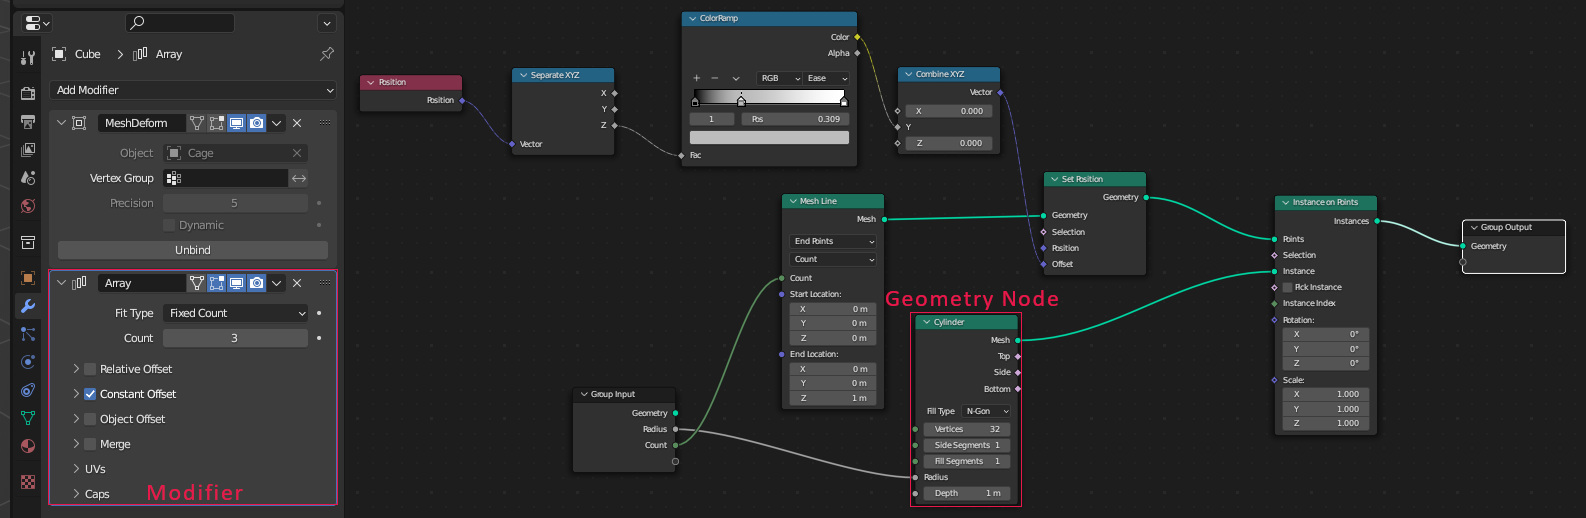 Cube > Array
Add Modifier
MeshDeform
Object Cage
Vertex Group
Precision 5
Dynamic
Unbind
Array
Fit Type Fixed Count
Count 3
Relative Offset
Constant Offset
Object Offset
Merge
UVs
Caps
Modifier
Position
Position
Separate XYZ
X
Y
Z
Vector
ColorRamp
Color
Alpha
RGB Ease
1 Pos 0.309
Fac
Combine XYZ
Vector
X 0.000
Y
Z 0.000
Mesh Line
Mesh
End Points
Count
Count
Start Location:
X 0 m
Y 0 m
Z 0 m
End Location:
X 0 m
Y 0 m
Z 1 m
Group Input
Geometry
Radius
Count
Geometry Node
Cylinder
Mesh
Top
Side
Bottom
Fill Type N-Gon
Vertices 32
Side Segments 1
Fill Segments 1
Radius
Depth 1 m
Set Position
Geometry
Geometry
Selection
Position
Offset
Instance on Points
Instances
Points
Selection
Instance
Pick Instance
Instance Index
Rotation:
X 0°
Y 0°
Z 0°
Scale:
X 1.000
Y 1.000
Z 1.000
Group Output
Geometry